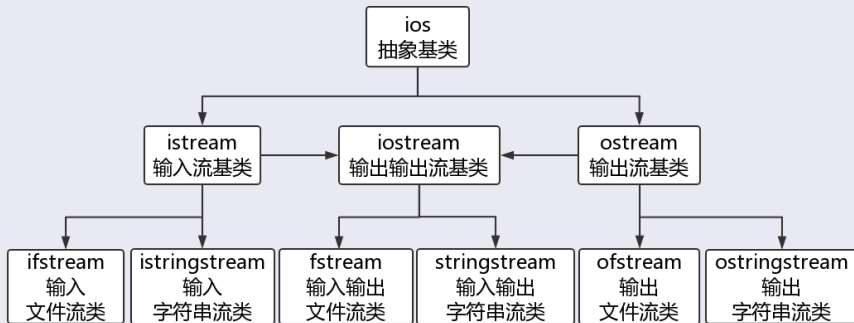 ios
抽象基类
istream
输入流基类
iostream
输出输出流基类
ostream
输出流基类
ifstream
输入
文件流类
istringstream
输入
字符串流类
fstream
输入输出
文件流类
stringstream
输入输出
字符串流类
ofstream
输出
文件流类
ostringstream
输出
字符串流类